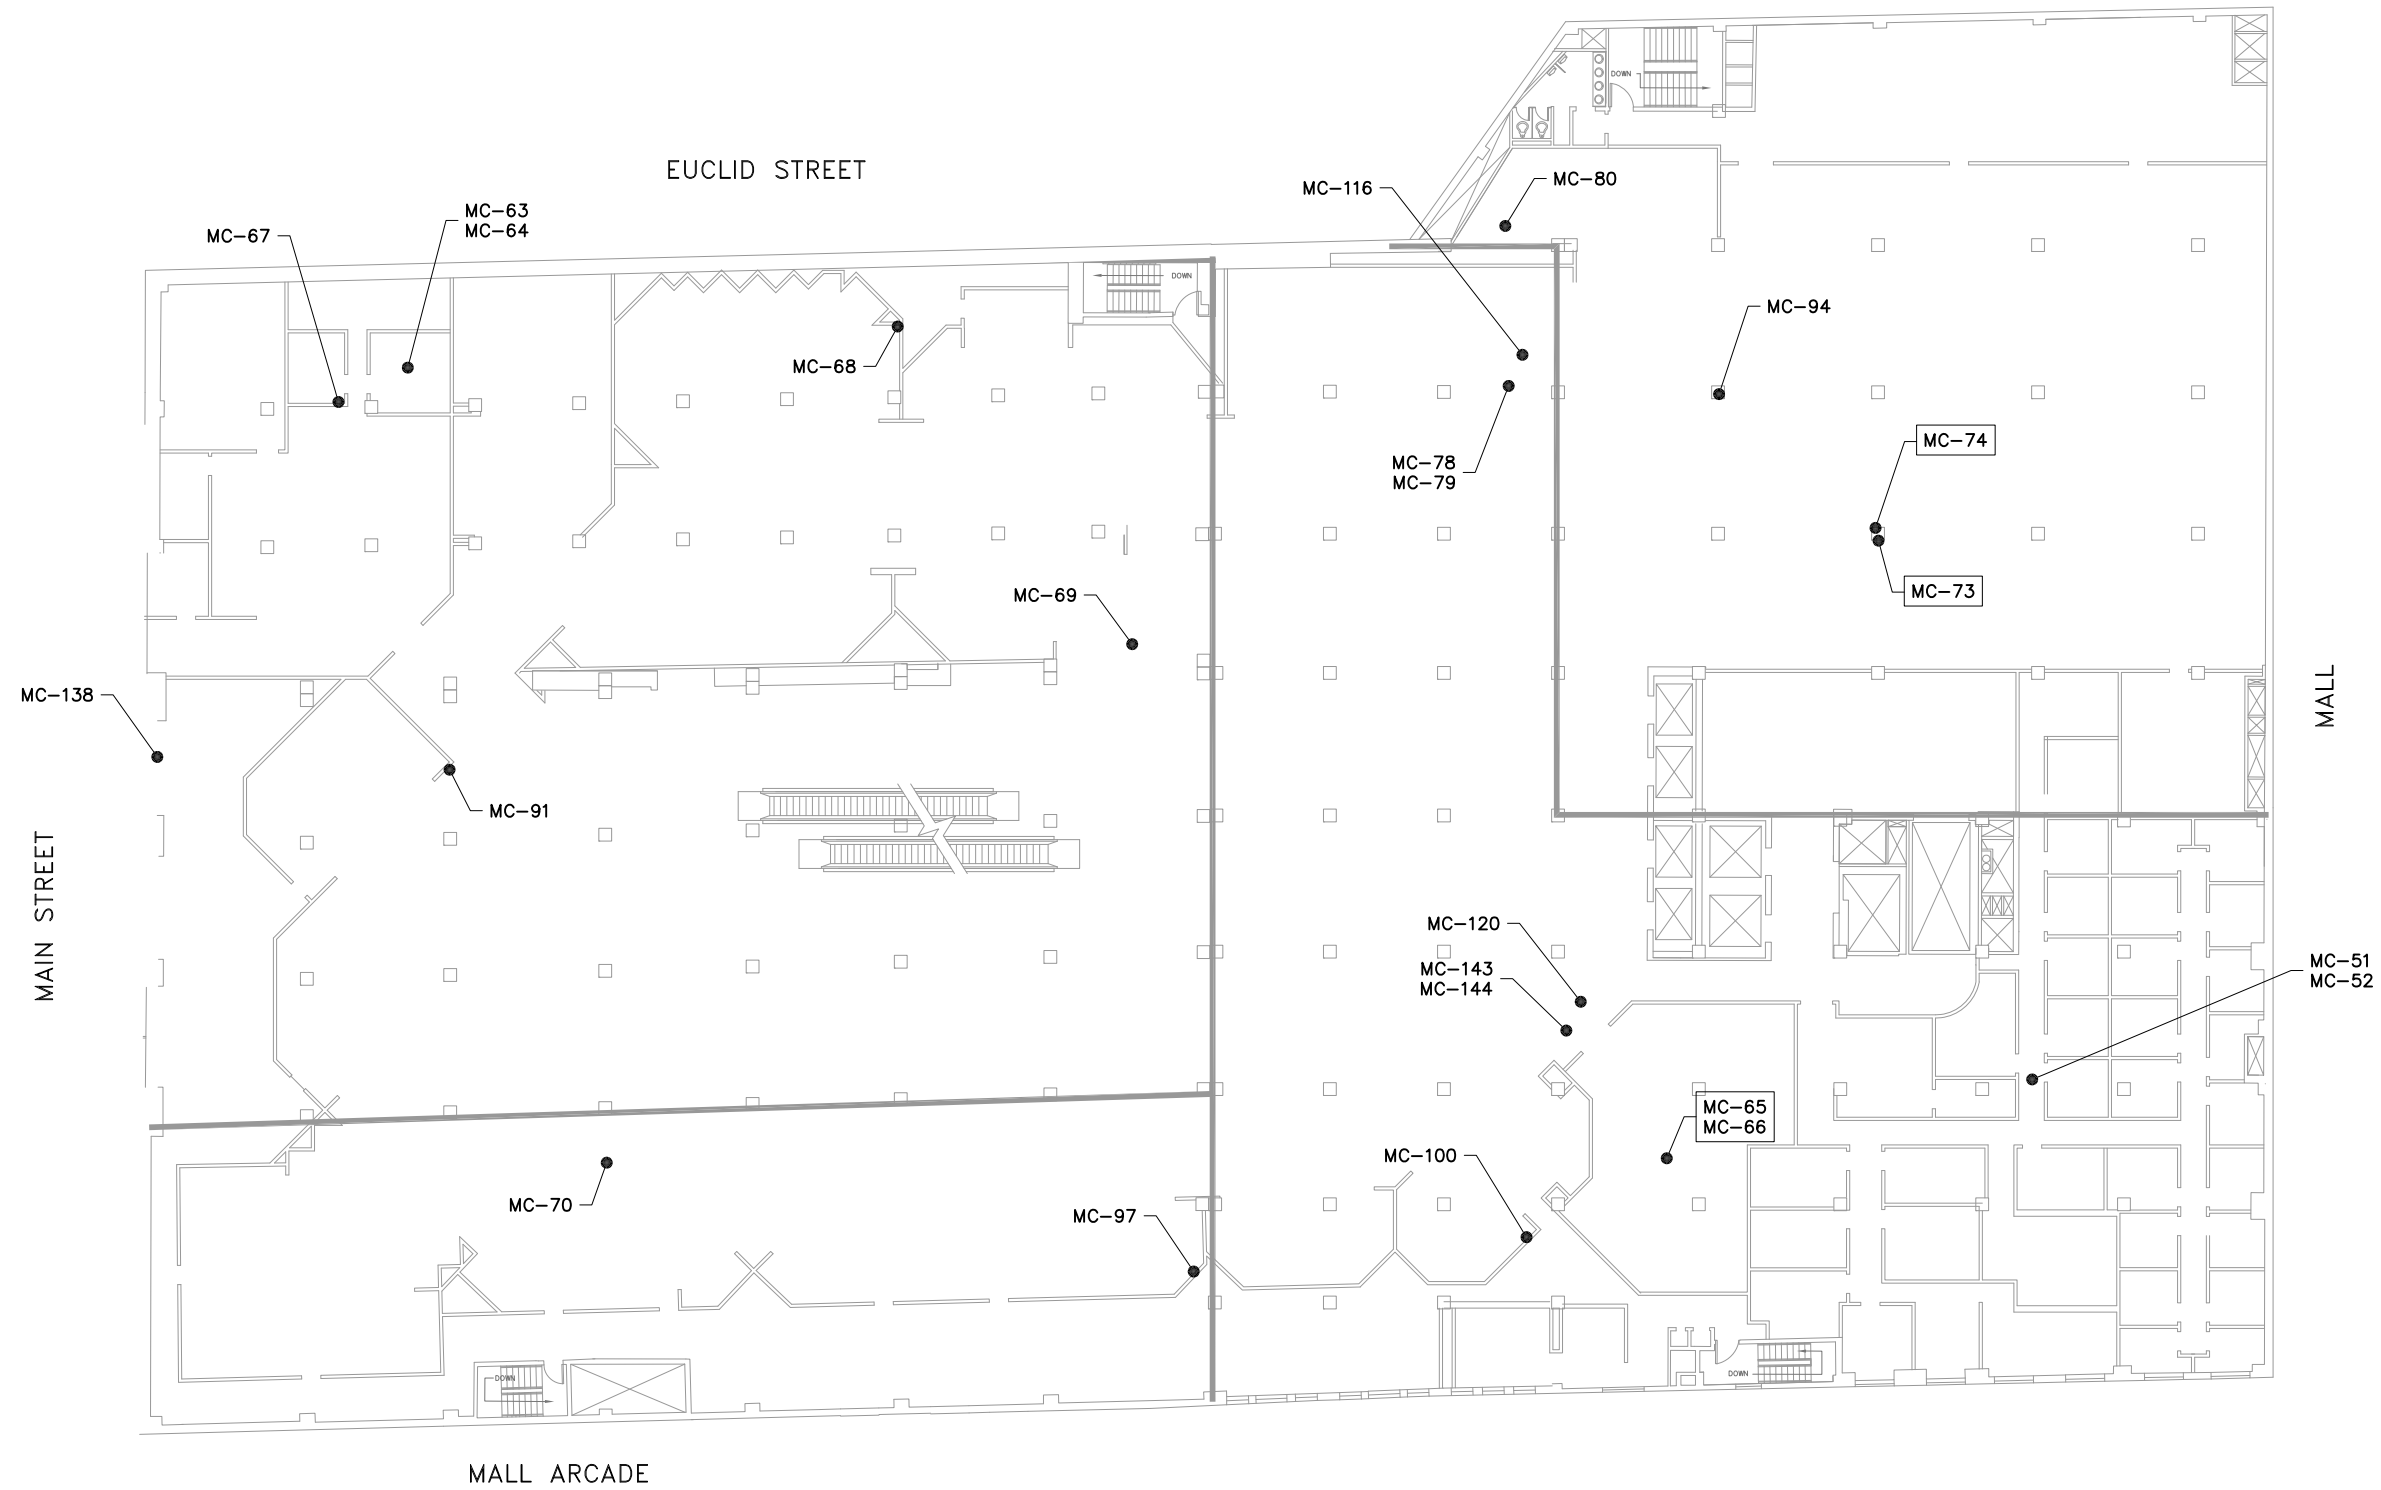 DOWN
EUCLID STREET
MC-80
MC-116
MC-63
MC-64
MC-67
DOWN
MC-94
MC-68
MC-74
MC-78
MC-79
MC-73
MC-69
MC-138
MALL
MC-91
MAIN STREET
MC-120
MC-143
MC-144
MC-51
MC-52
MC-65
MC-66
MC-100
MC-70
MC-97
DOWN
DOWN
MALL ARCADE